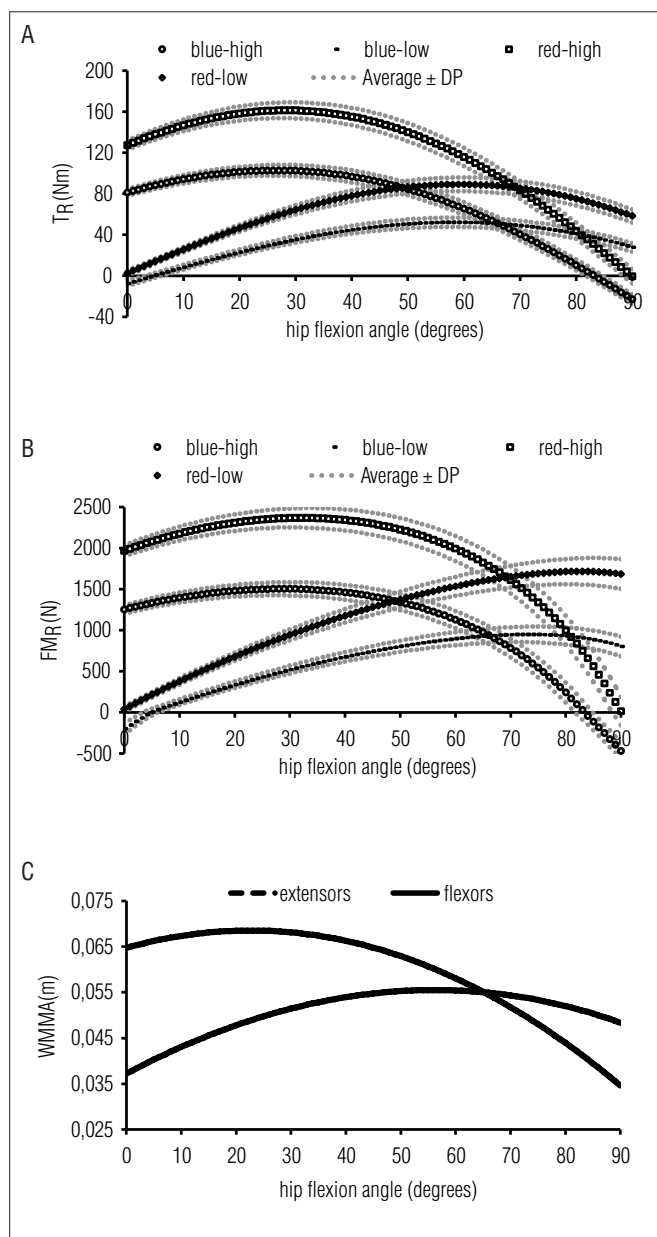 A
blue-high blue-low red-high
red-low Average ± DP
200
160
120
80
40
0
-40
TR (Nm)
0 10 20 30 40 50 60 70 80 90
hip flexion angle (degrees)
B
blue-high blue-low red-high
red-low Average ± DP
2500
2000
1500
1000
500
0
-500
FMR (N)
0 10 20 30 40 50 60 70 80 90
hip flexion angle (degrees)
C
extensors flexors
0,075
0,065
0,055
0,045
0,035
0,025
WMMA(m)
0 10 20 30 40 50 60 70 80 90
hip flexion angle (degrees)